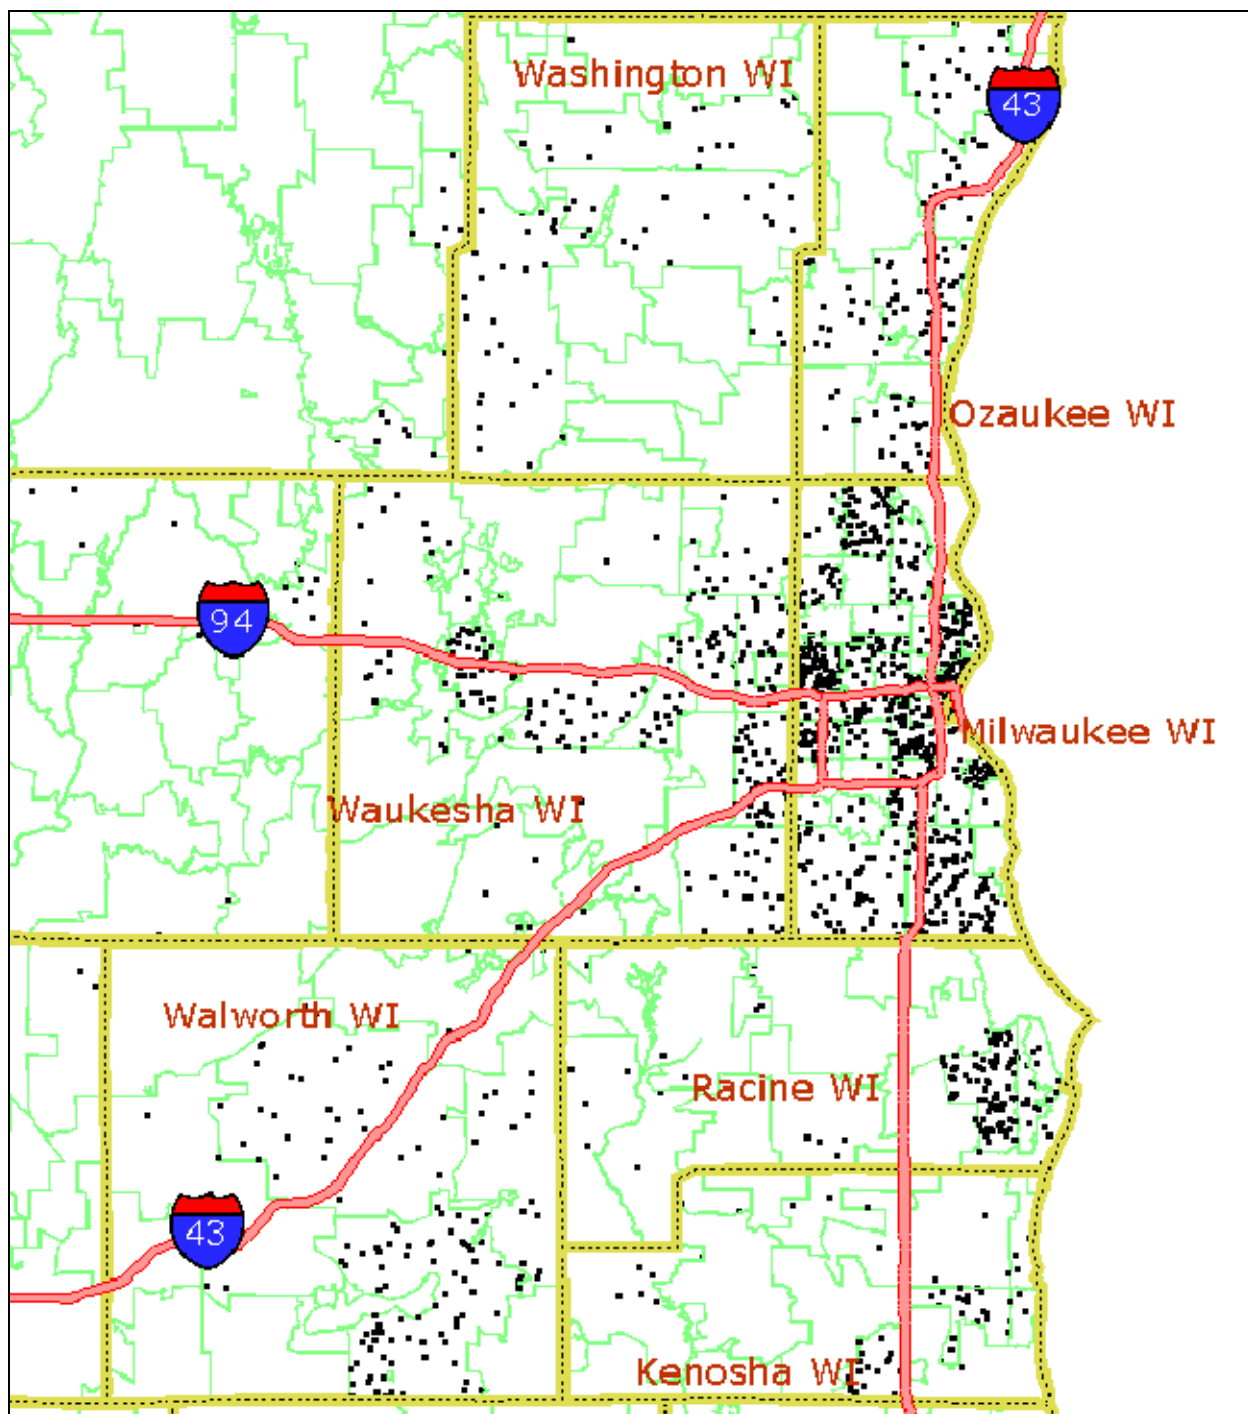 Washington WI
43
Ozaukee WI
94
Milwaukee WI
Waukesha WI
Walworth WI
Racine WI
43
Kenosha WI